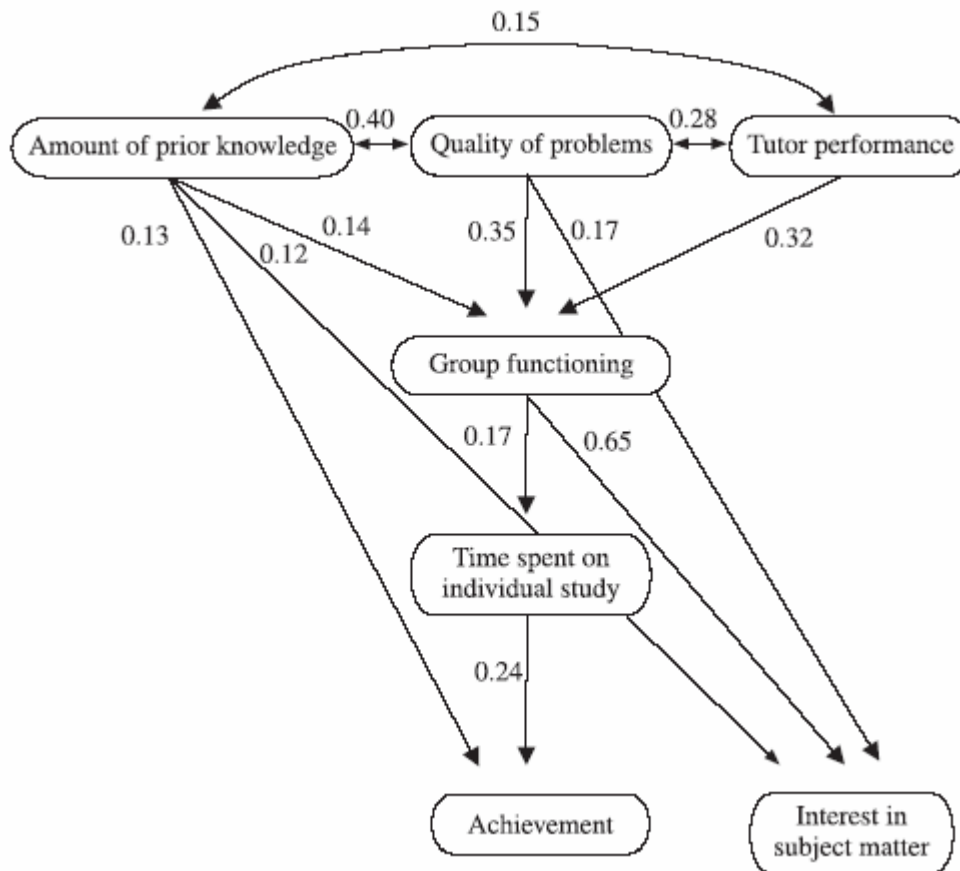 0.15
0.40
0.28
Amount of prior knowledge
Quality of problems
Tutor performance
0.13
0.14
0.12
0.35
0.17
0.32
Group functioning
0.17
0.65
Time spent on
individual study
0.24
Achievement
Interest in
subject matter